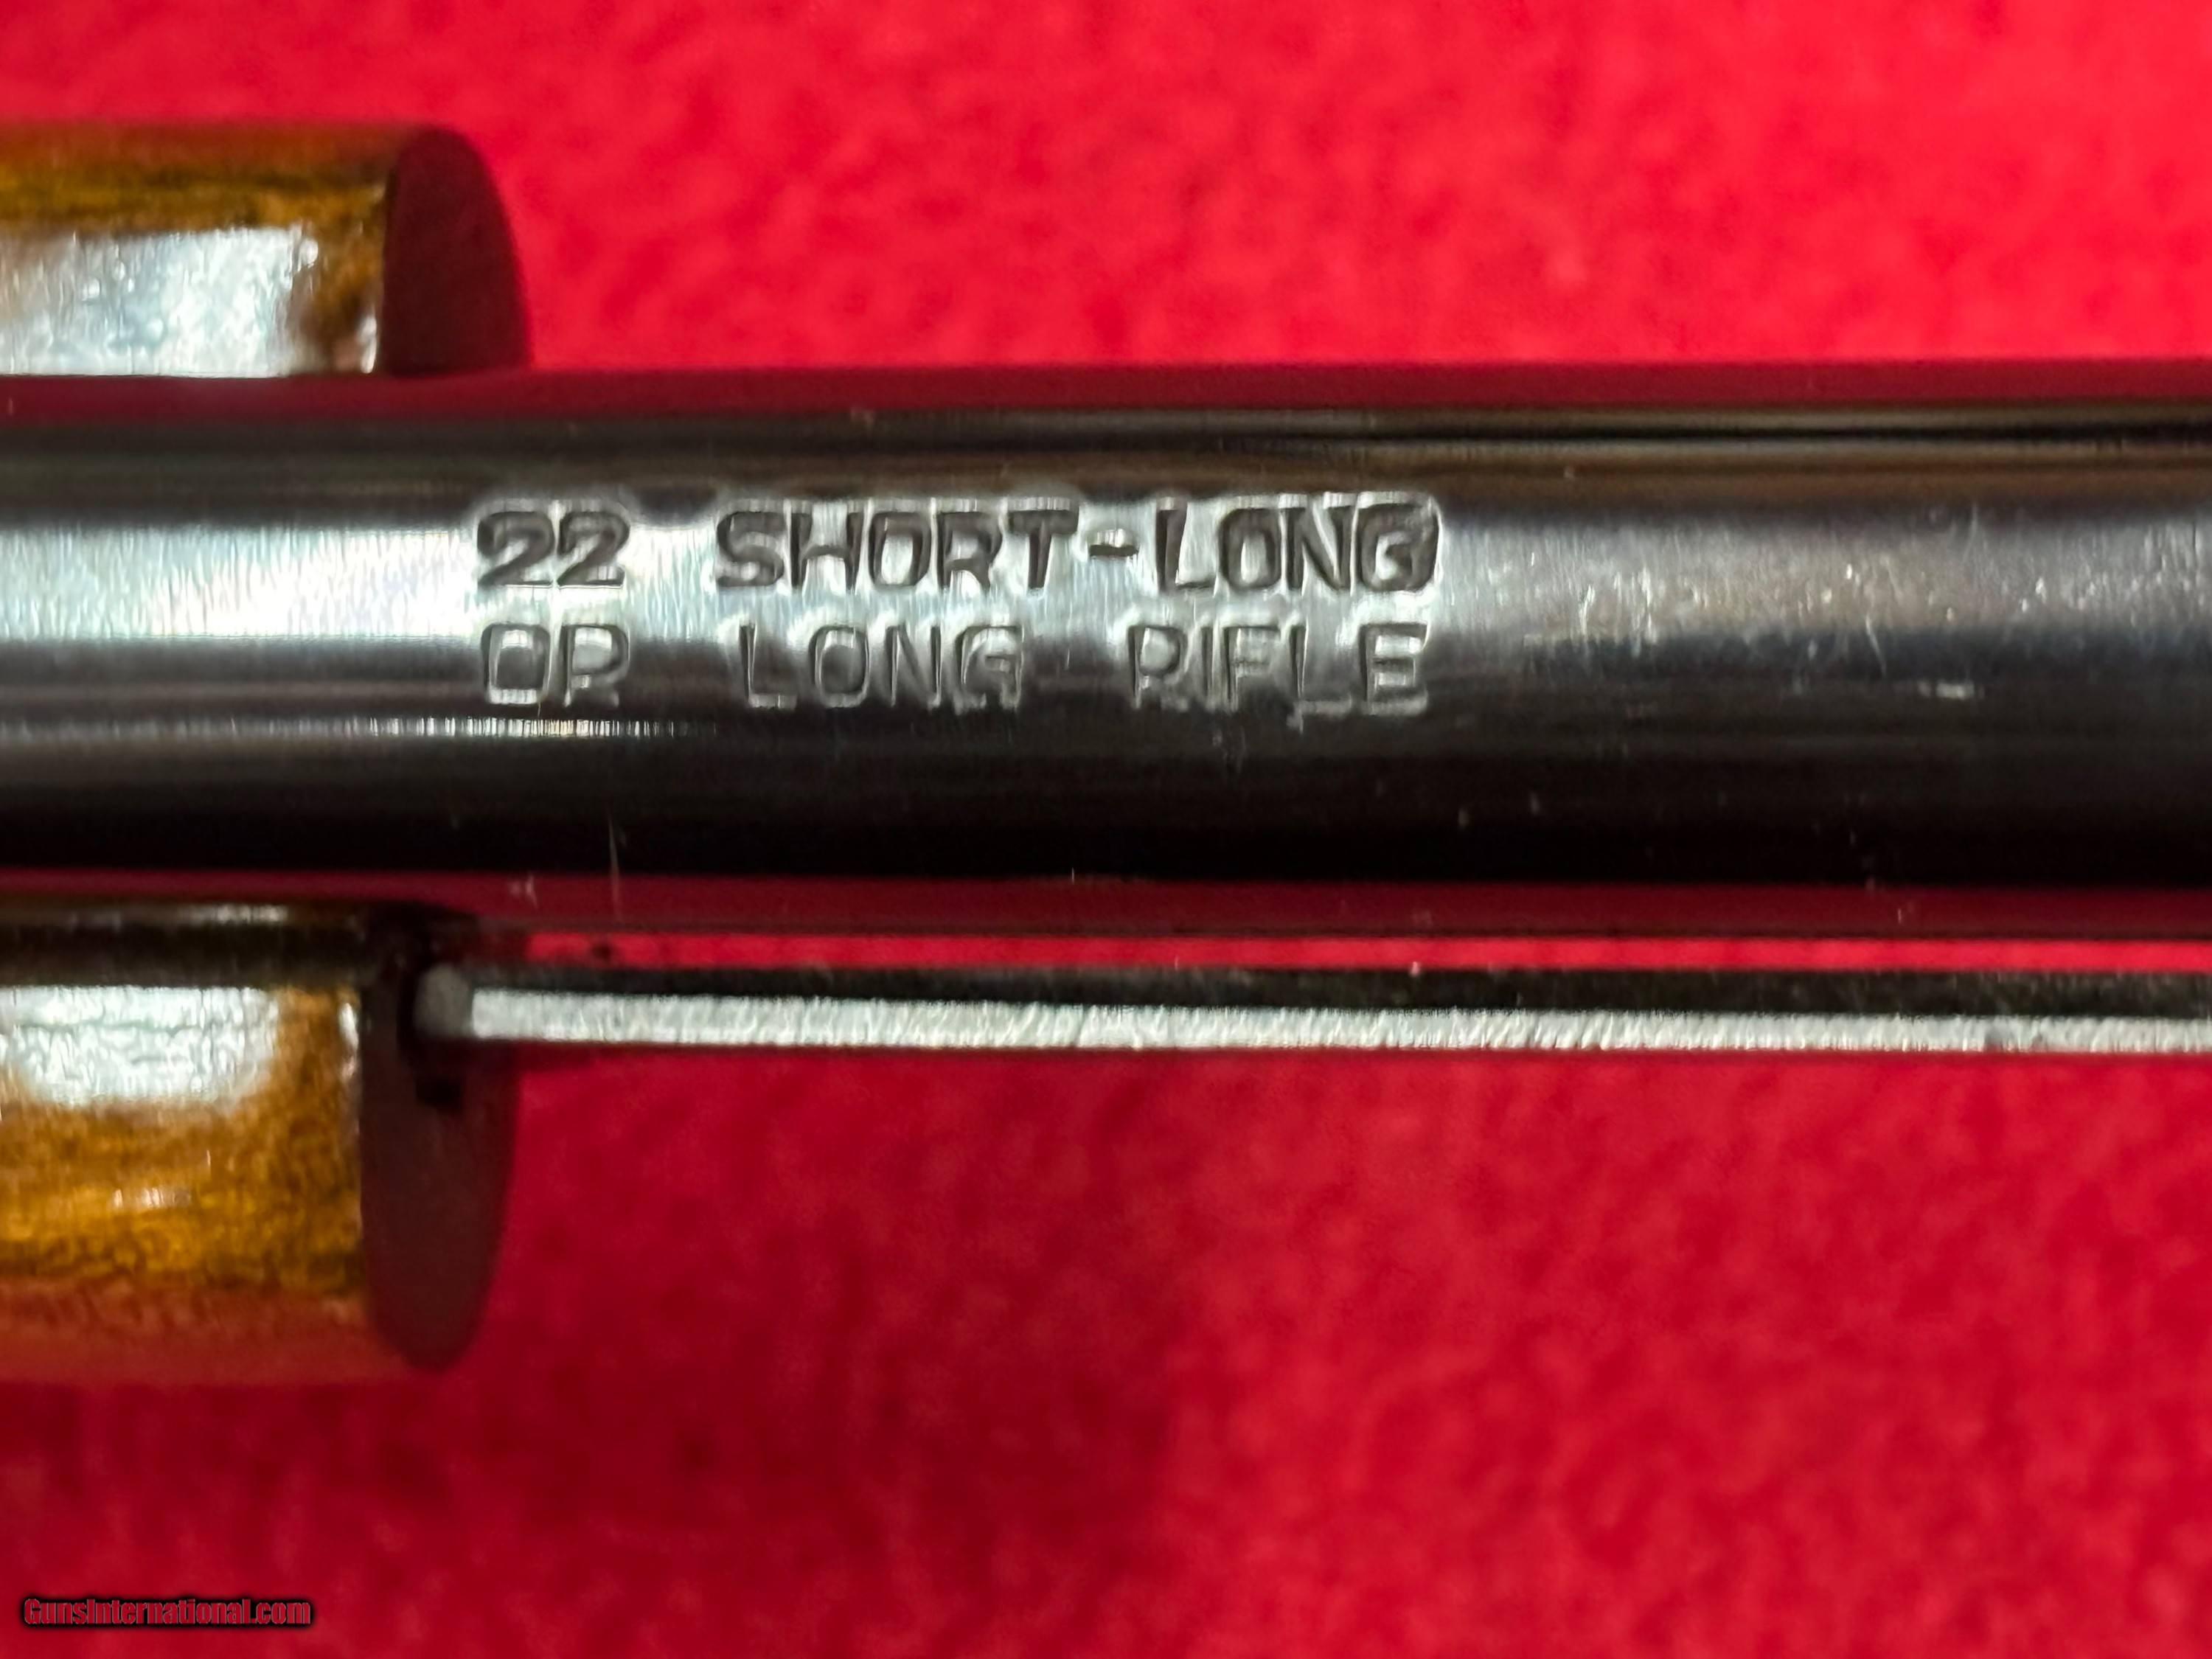 22 SHORT-LONG
OR LONG RIFLE
GunsInternational.com